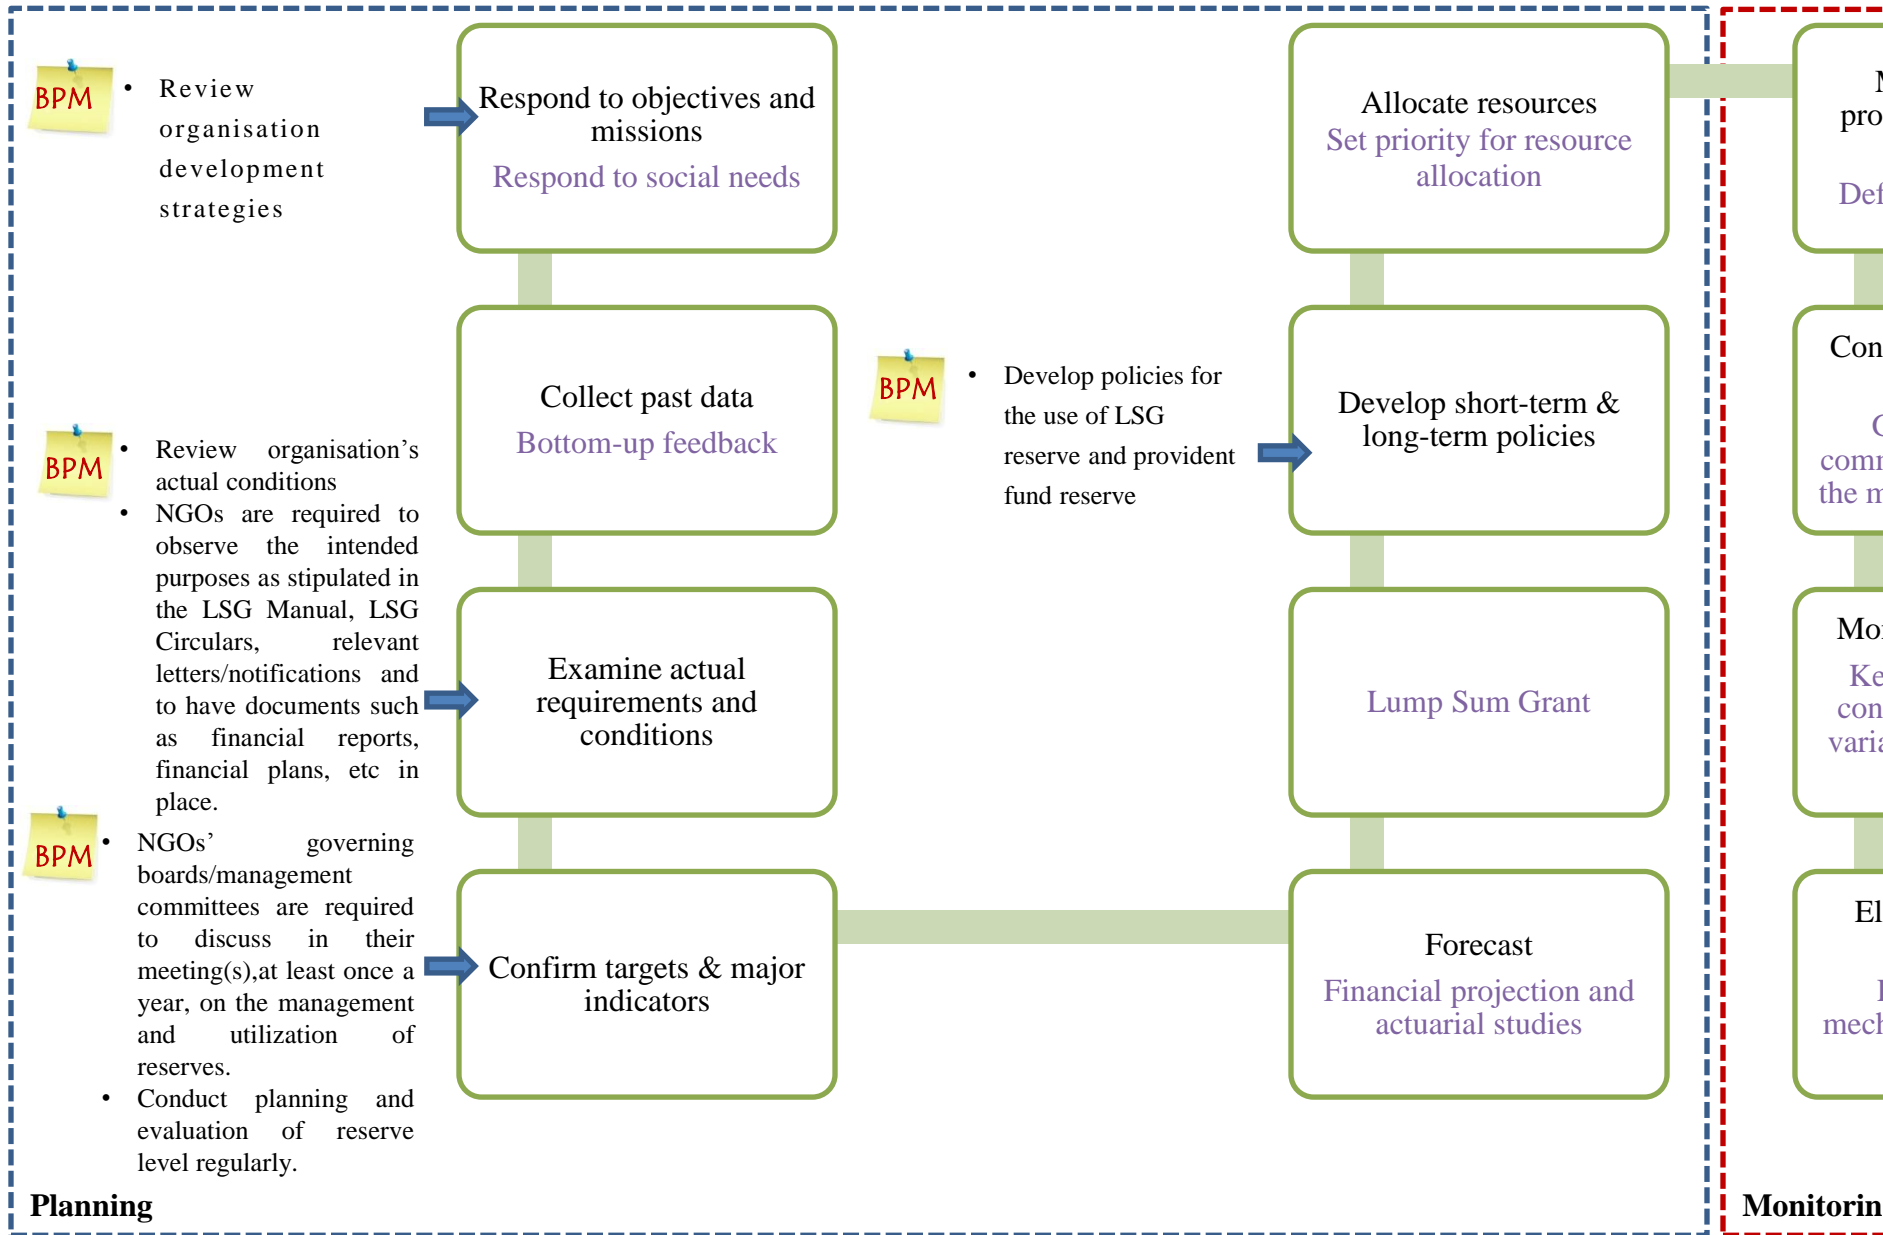 BPM
• Review
organisation
development
strategies
Respond to objectives and
missions
Respond to social needs
Collect past data
Bottom-up feedback
BPM
• Review organisation’s
actual conditions
• NGOs are required to
observe the intended
purposes as stipulated in
the LSG Manual, LSG
Circulars, relevant
letters/notifications and
to have documents such
as financial reports,
financial plans, etc in
place.
Examine actual
requirements and
conditions
BPM
• NGOs’ governing
boards/management
committees are required
to discuss in their
meeting(s),at least once a
year, on the management
and utilization of
reserves.
• Conduct planning and
evaluation of reserve
level regularly.
Confirm targets & major
indicators
Forecast
Financial projection and
actuarial studies
Lump Sum Grant
BPM
• Develop policies for
the use of LSG
reserve and provident
fund reserve
Develop short-term &
long-term policies
Allocate resources
Set priority for resource
allocation
Planning
the
Monitorin